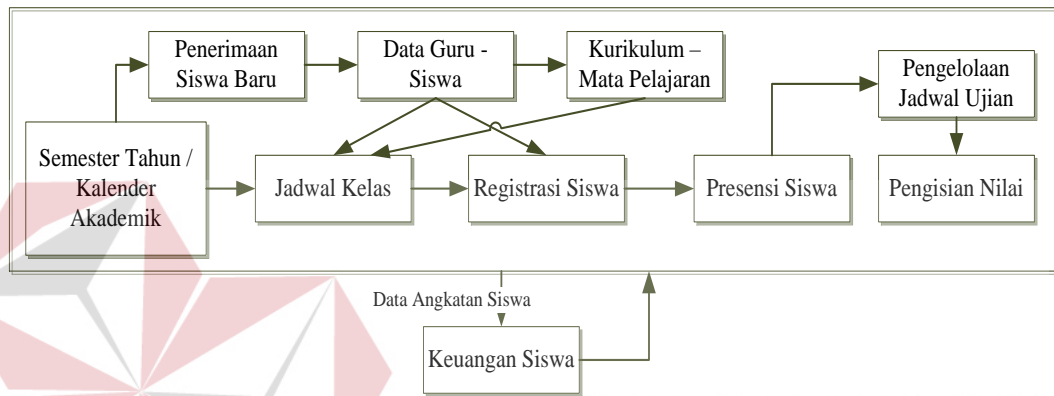 Penerimaan
Siswa Baru
Data Guru -
Siswa
Kurikulum –
Mata Pelajaran
Pengelolaan
Jadwal Ujian
Semester Tahun /
Kalender
Akademik
Jadwal Kelas
Registrasi Siswa
Presensi Siswa
Pengisian Nilai
Data Angkatan Siswa
Keuangan Siswa